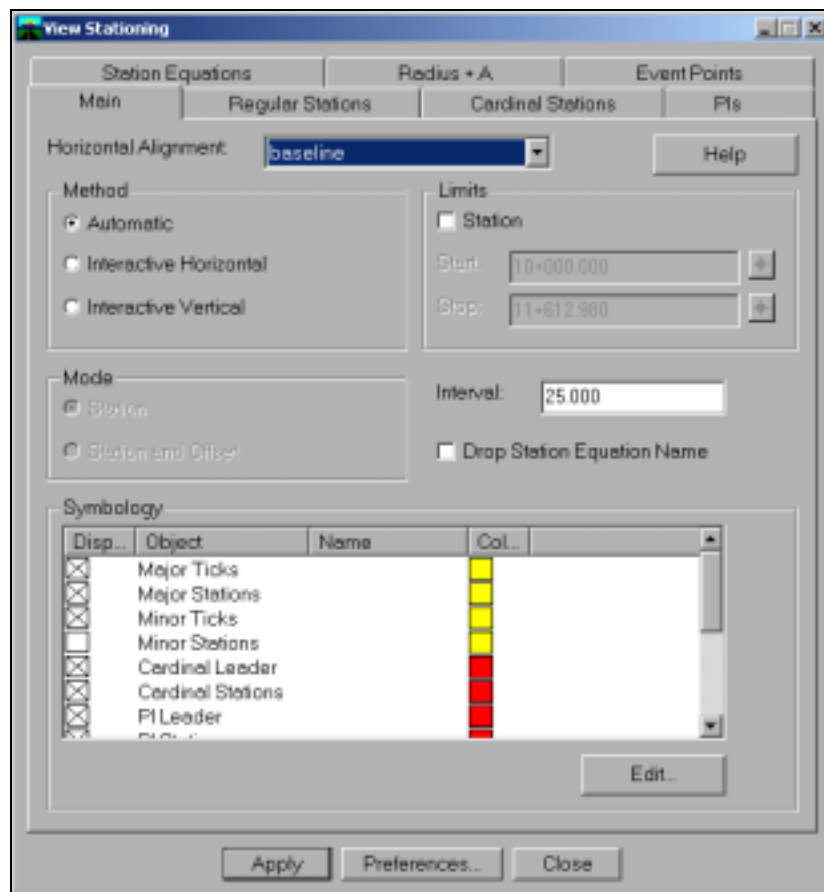 View Stationing
Station Equations Radius + A Event Points
Main Regular Stations Cardinal Stations PIs
Horizontal Alignment: baseline Help
Method
Automatic
Interactive Horizontal
Interactive Vertical
Limits
Station
Start: 10+000.000
Stop: 11+612.980
Mode
Station
Station and Offset
Interval: 25.000
Drop Station Equation Name
Symbology
Disp... Object Name Col...
Major Ticks
Major Stations
Minor Ticks
Minor Stations
Cardinal Leader
Cardinal Stations
PI Leader
Edit...
Apply Preferences... Close